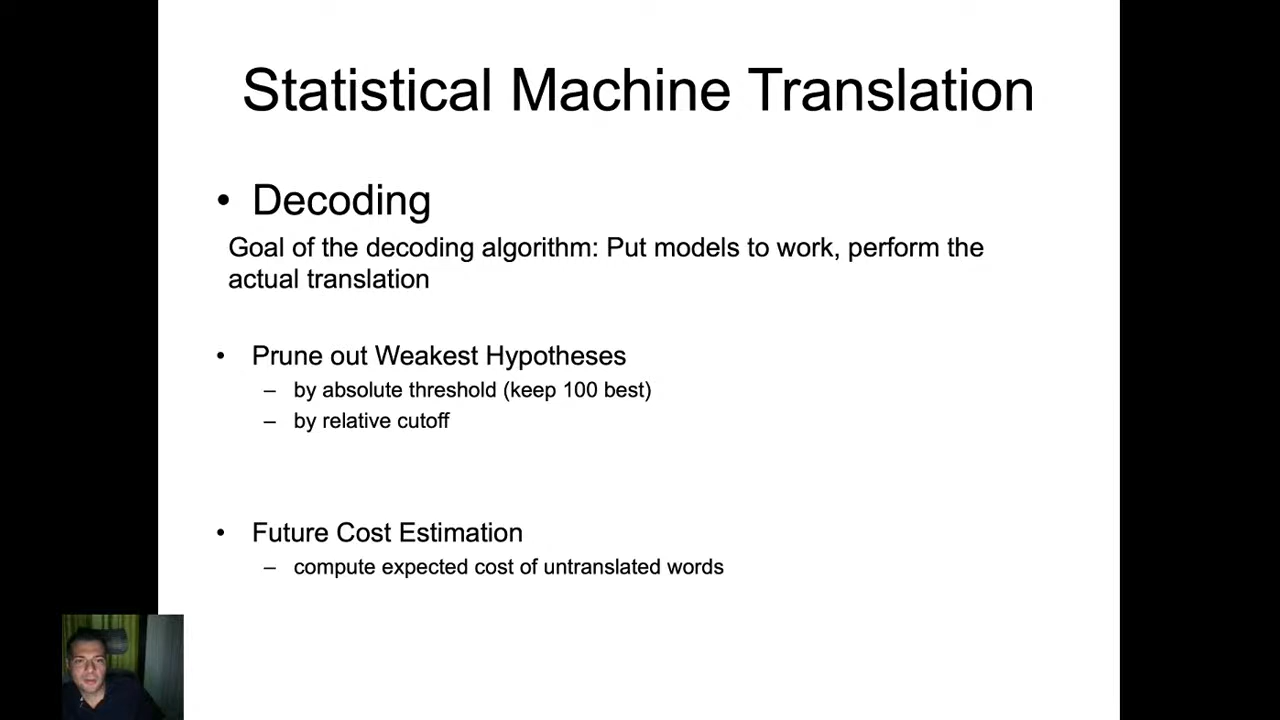 Statistical Machine Translation
• Decoding
Goal of the decoding algorithm: Put models to work, perform the
actual translation
• Prune out Weakest Hypotheses
– by absolute threshold (keep 100 best)
– by relative cutoff
• Future Cost Estimation
– compute expected cost of untranslated words